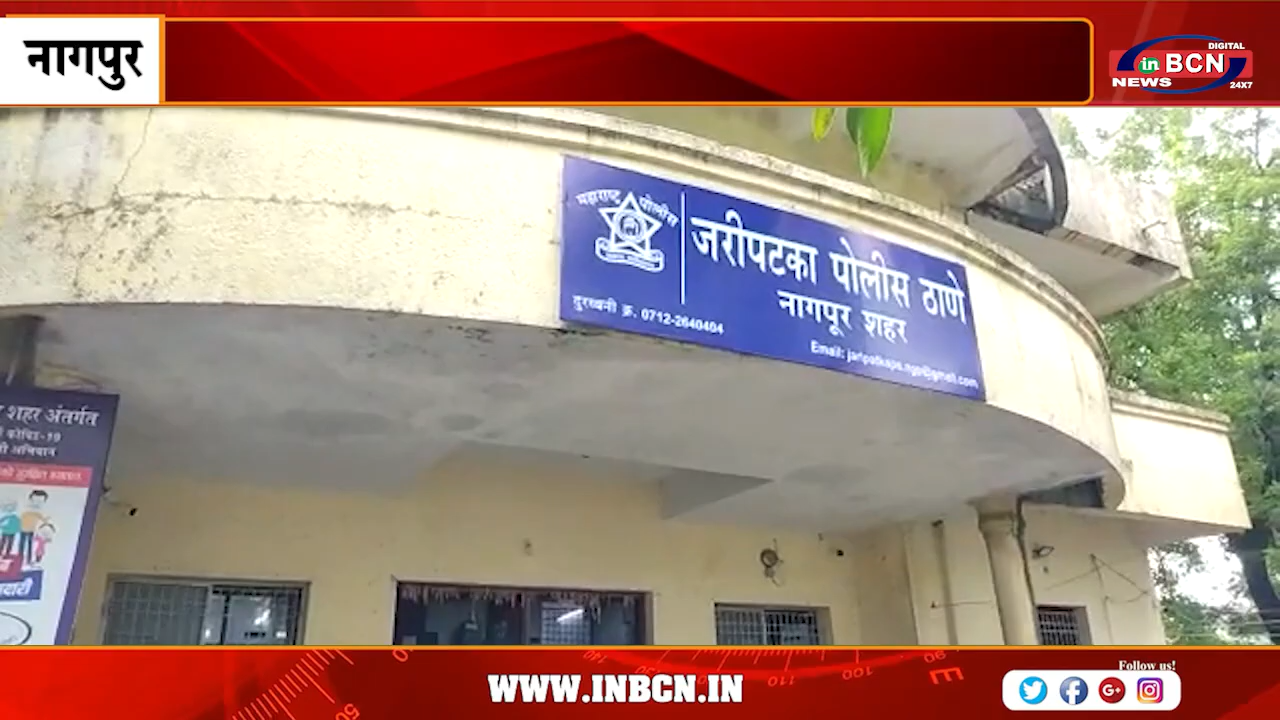 नागपुर
DIGITAL
in BCN
NEWS 24X7
महाराष्ट्र पोलीस
जरीपटका पोलीस ठाणे
नागपूर शहर
दुरध्वनी क्र. 0712-2640404
Email: jaripatkaps.ngp@gmail.com
शहर अंतर्गत
कोविड-19
WWW.INBCN.IN
Follow us!